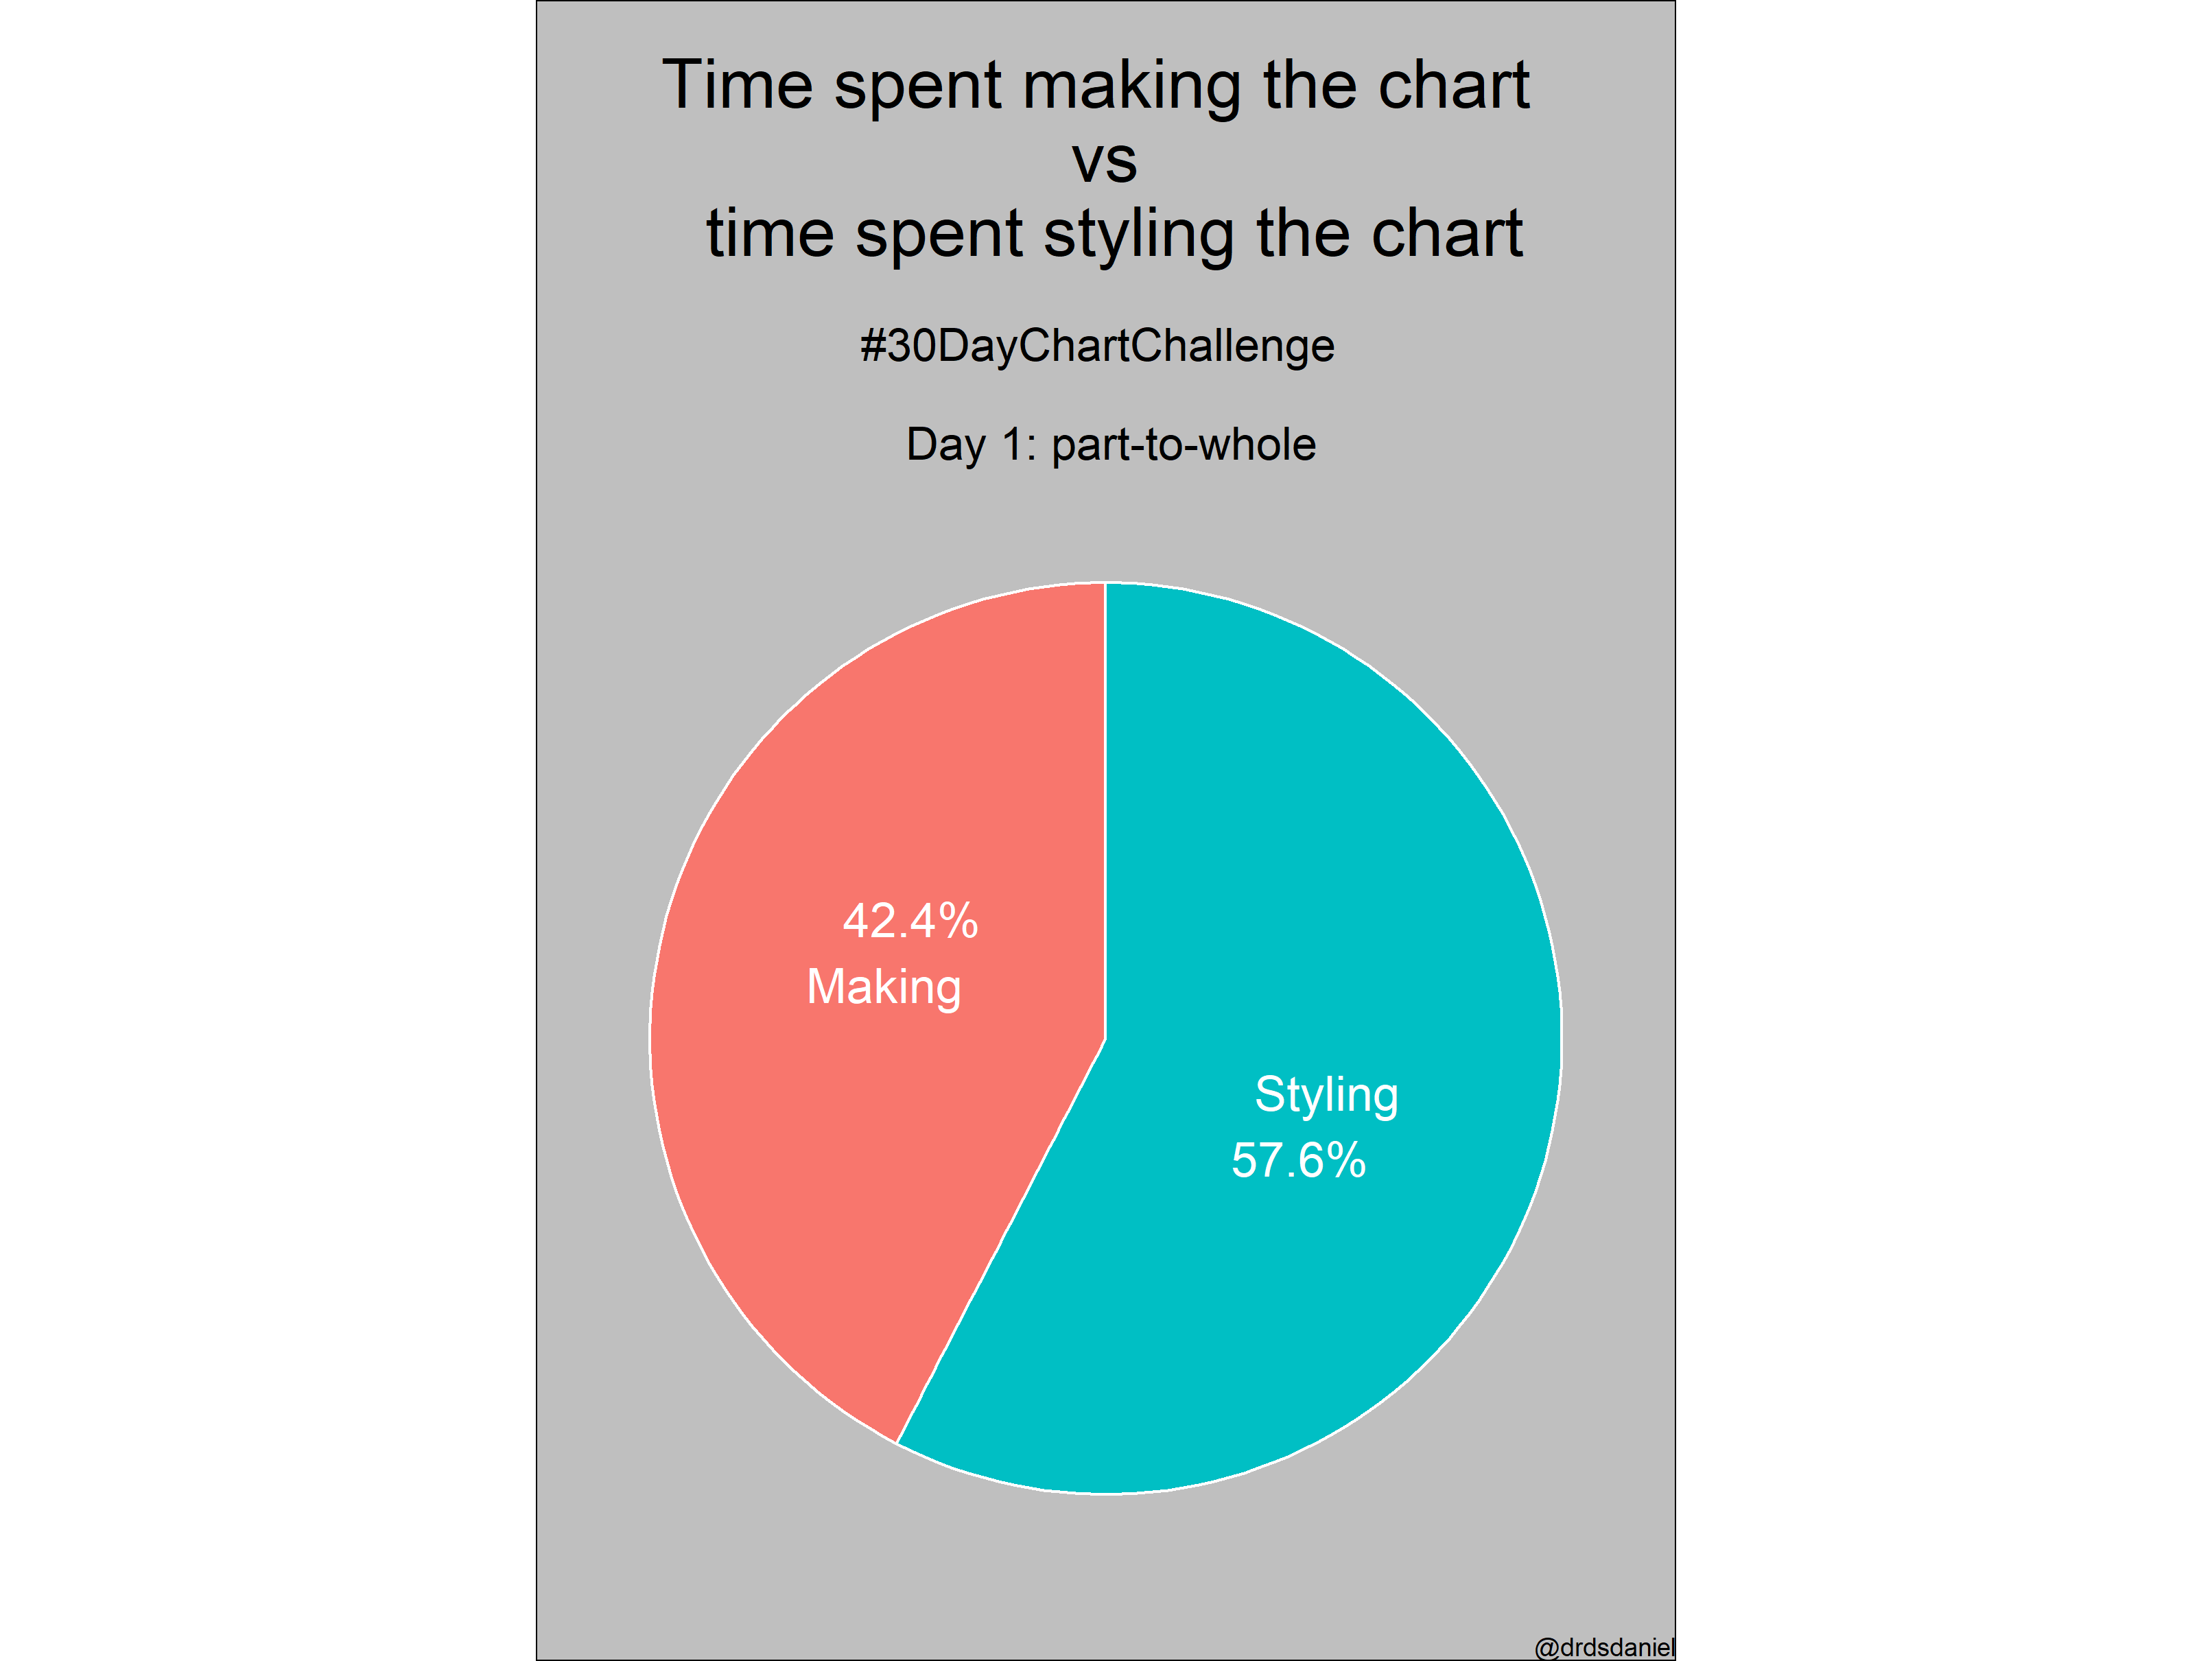 Time spent making the chart
vs
time spent styling the chart
#30DayChartChallenge
Day 1: part-to-whole
42.4%
Making
Styling
57.6%
@drdsdaniel